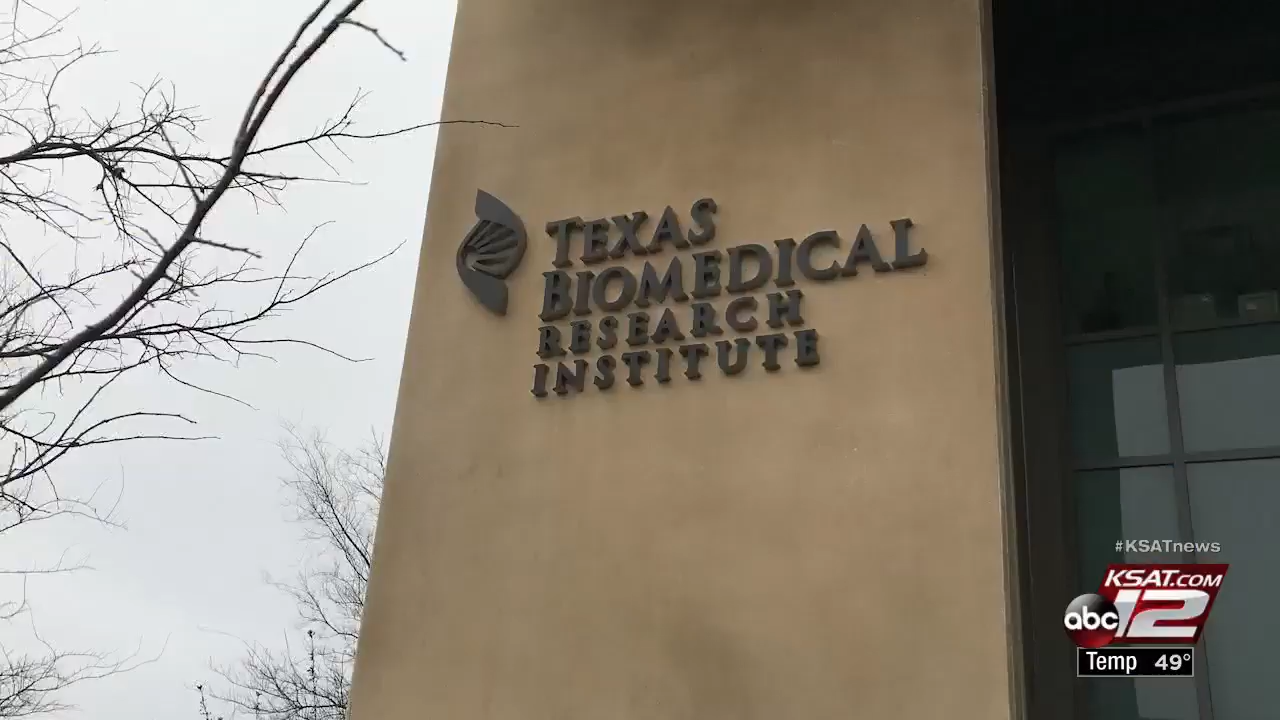 TEXAS
BIOMEDICAL
RESEARCH
INSTITUTE
#KSATnews
KSAT.COM
abc 12
Temp 49°